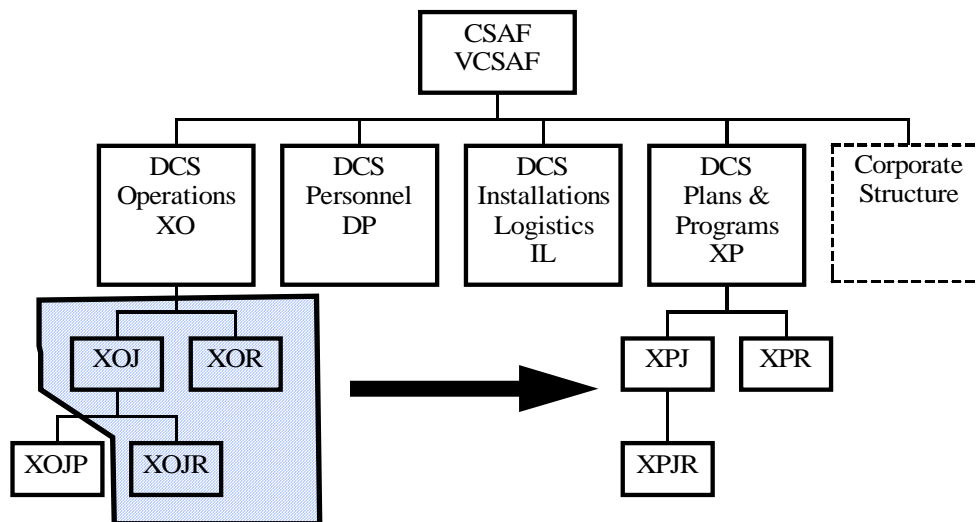 CSAF
VCSAF
DCS
Operations
XO
DCS
Personnel
DP
DCS
Installations
Logistics
IL
DCS
Plans &
Programs
XP
Corporate
Structure
XOJ
XOR
XPJ
XPR
XOJP
XOJR
XPJR